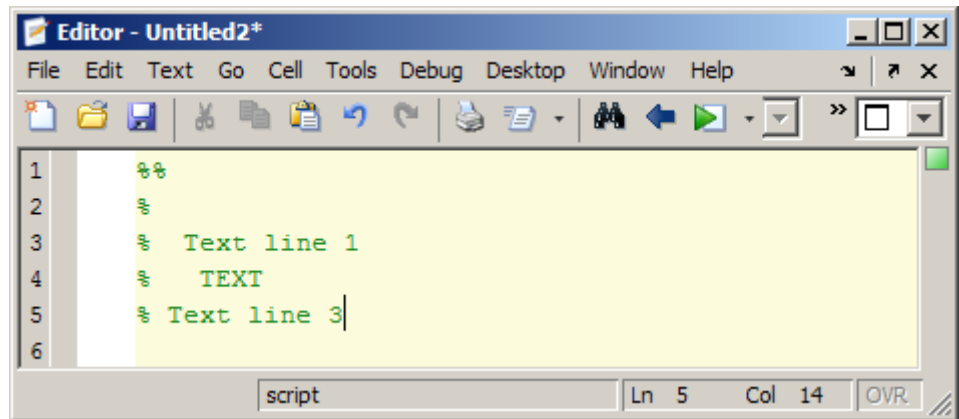 Editor - Untitled2*
File Edit Text Go Cell Tools Debug Desktop Window Help
1 %%
2 %
3 %  Text line 1
4 %   TEXT
5 % Text line 3
6
script Ln 5 Col 14 OVR